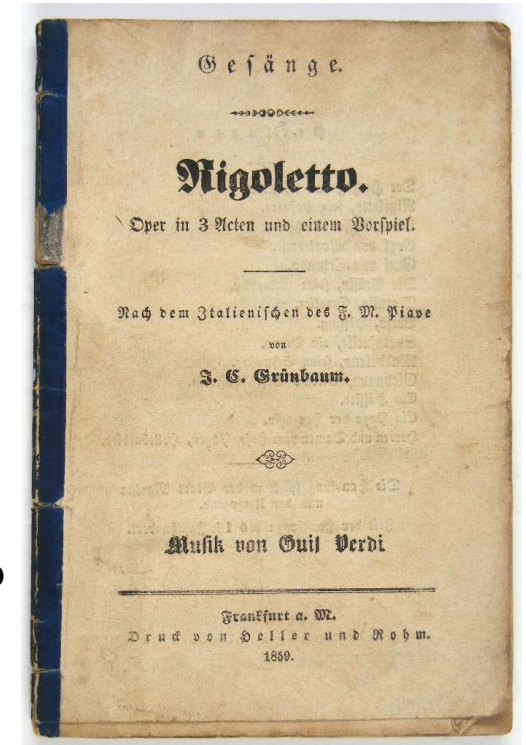 Gesänge.
Rigoletto.
Oper in 3 Acten und einem Vorspiel.
Nach dem Italienischen des F. M. Piave
von
J. C. Grünbaum.
Musik von Guis Verdi
Frankfurt a. M.
Druck von Heller und Rohm.
1859.